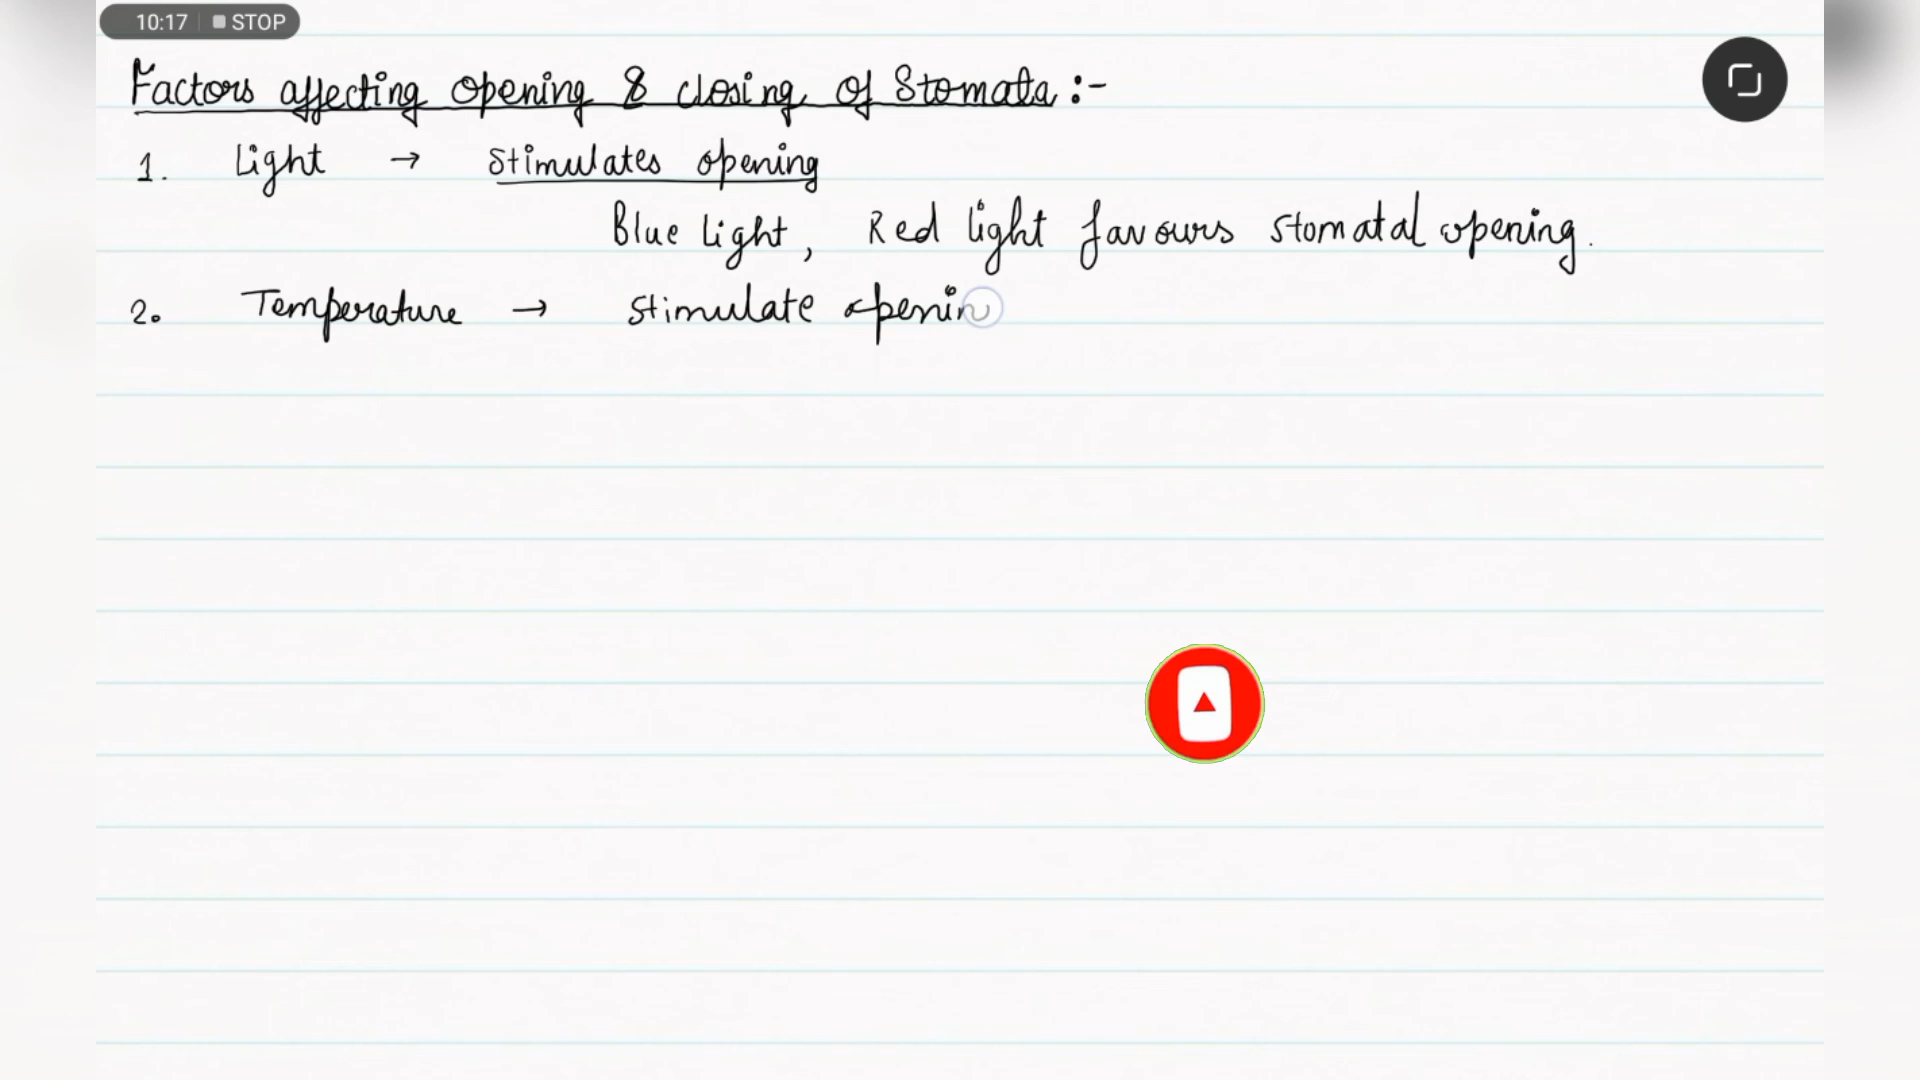 10:17 STOP
Factors affecting opening & closing of Stomata :-
1. Light → Stimulates opening
Blue light, Red light favours stomatal opening.
2. Temperature → stimulate openin